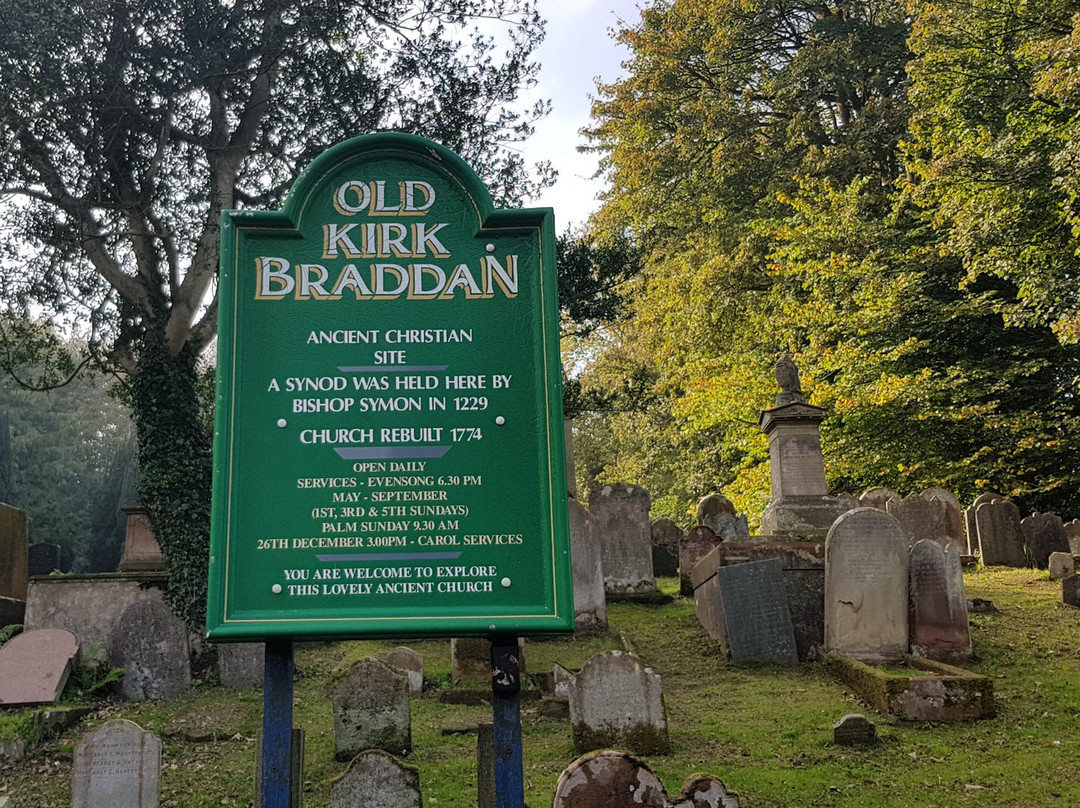 OLD
KIRK
BRADDAN
ANCIENT CHRISTIAN
SITE
A SYNOD WAS HELD HERE BY
BISHOP SYMON IN 1229
CHURCH REBUILT 1774
OPEN DAILY
SERVICES - EVENSONG 6.30 PM
MAY - SEPTEMBER
(1ST, 3RD & 5TH SUNDAYS)
PALM SUNDAY 9.30 AM
26TH DECEMBER 3.00PM - CAROL SERVICES
YOU ARE WELCOME TO EXPLORE
THIS LOVELY ANCIENT CHURCH